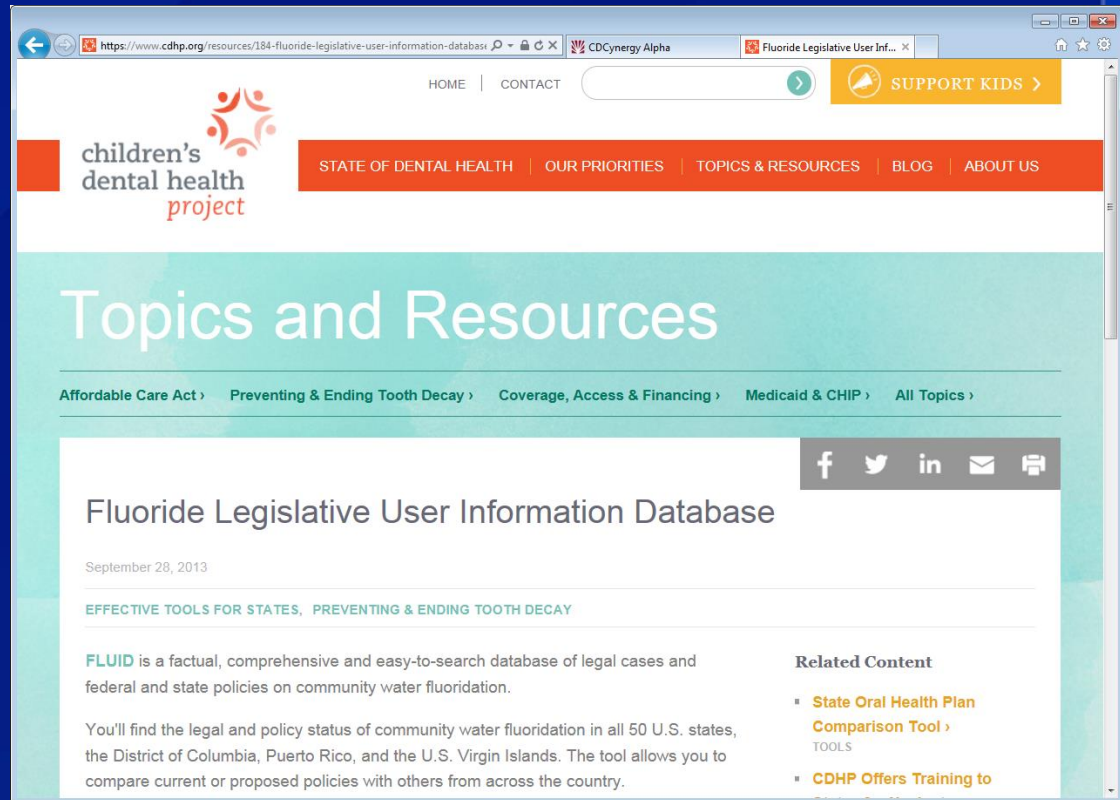 https://www.cdhp.org/resources/184-fluoride-legislative-user-information-databas
CDCynergy Alpha
Fluoride Legislative User Inf...
HOME | CONTACT
SUPPORT KIDS >
children's
dental health
project
STATE OF DENTAL HEALTH | OUR PRIORITIES | TOPICS & RESOURCES | BLOG | ABOUT US
Topics and Resources
Affordable Care Act › Preventing & Ending Tooth Decay › Coverage, Access & Financing › Medicaid & CHIP › All Topics ›
Fluoride Legislative User Information Database
September 28, 2013
EFFECTIVE TOOLS FOR STATES, PREVENTING & ENDING TOOTH DECAY
FLUID is a factual, comprehensive and easy-to-search database of legal cases and
federal and state policies on community water fluoridation.
You'll find the legal and policy status of community water fluoridation in all 50 U.S. states,
the District of Columbia, Puerto Rico, and the U.S. Virgin Islands. The tool allows you to
compare current or proposed policies with others from across the country.
Related Content
State Oral Health Plan
Comparison Tool ›
TOOLS
CDHP Offers Training to